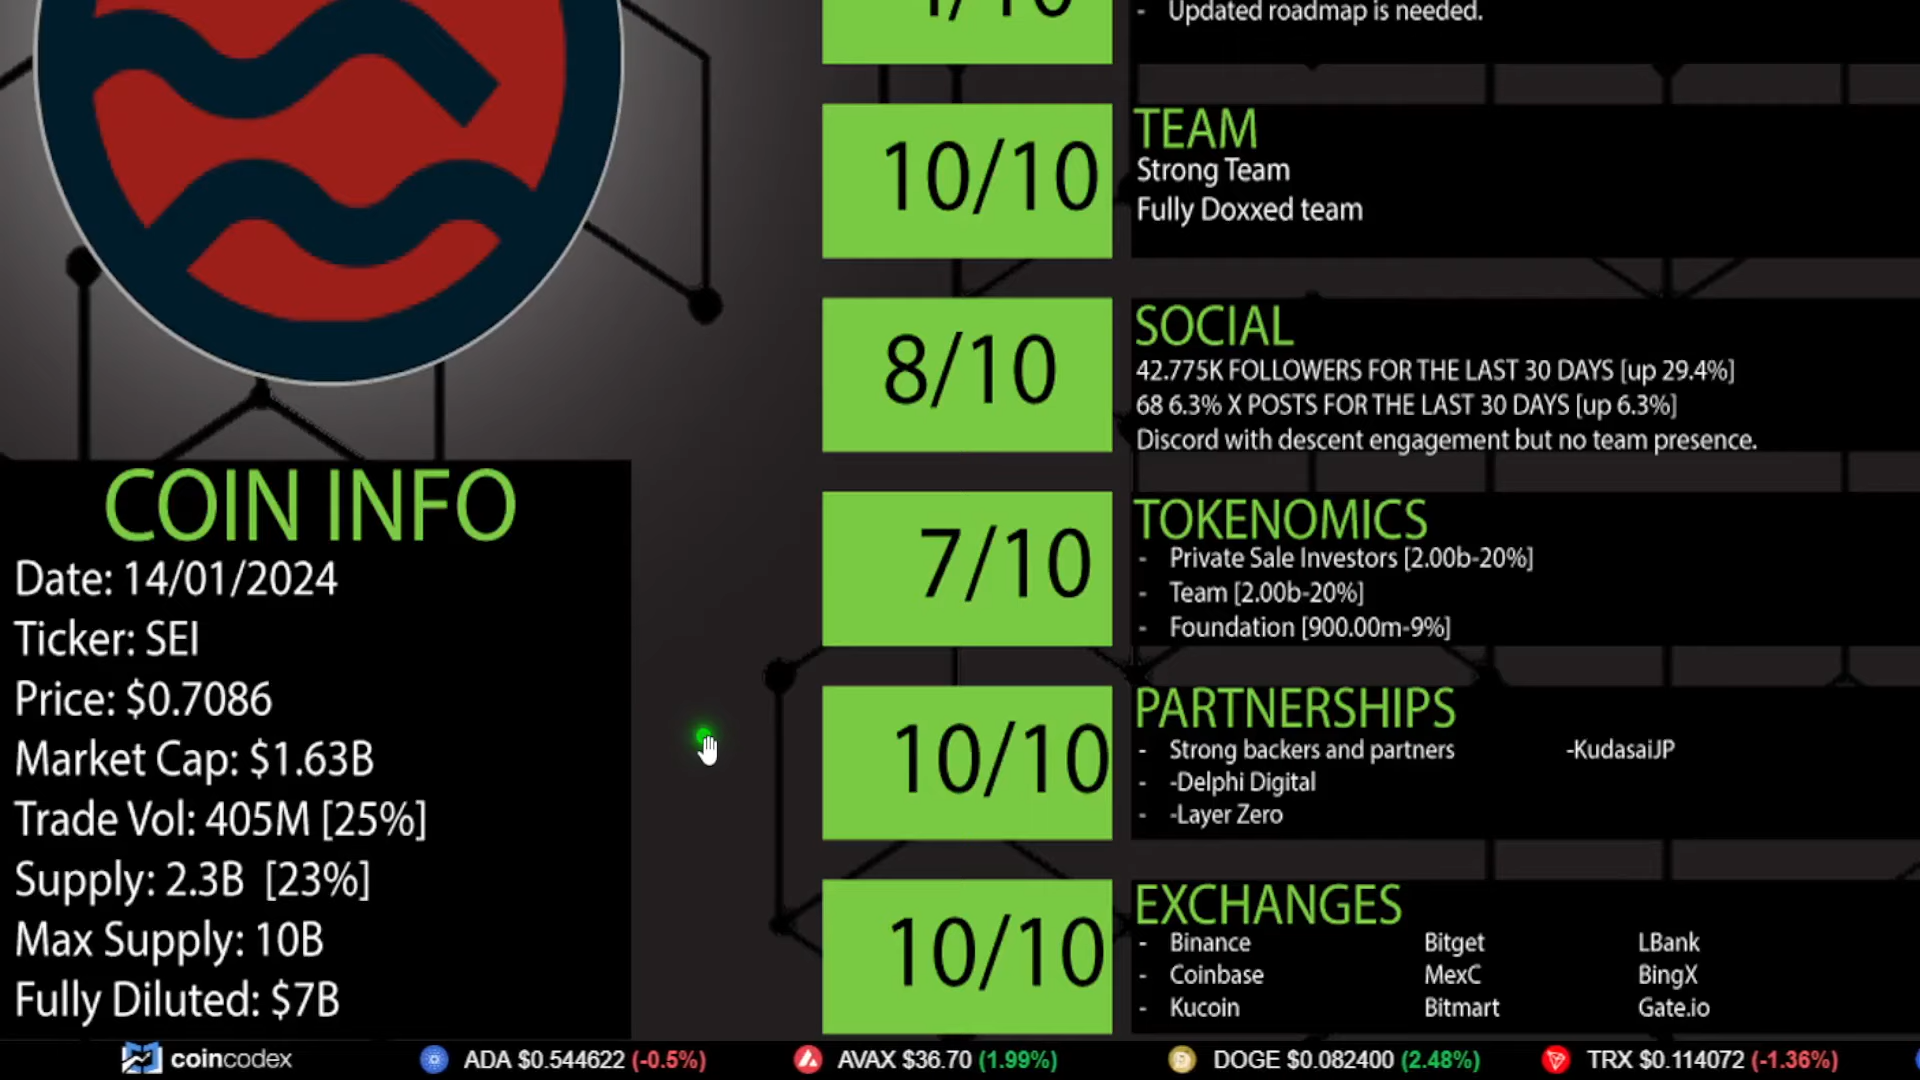 - Updated roadmap is needed.
10/10
TEAM
Strong Team
Fully Doxxed team
8/10
SOCIAL
42.775K FOLLOWERS FOR THE LAST 30 DAYS [up 29.4%]
68 6.3% X POSTS FOR THE LAST 30 DAYS [up 6.3%]
Discord with descent engagement but no team presence.
7/10
TOKENOMICS
- Private Sale Investors [2.00b-20%]
- Team [2.00b-20%]
- Foundation [900.00m-9%]
10/10
PARTNERSHIPS
- Strong backers and partners -KudasaiJP
- -Delphi Digital
- -Layer Zero
10/10
EXCHANGES
- Binance Bitget LBank
- Coinbase MexC BingX
- Kucoin Bitmart Gate.io
COIN INFO
Date: 14/01/2024
Ticker: SEI
Price: $0.7086
Market Cap: $1.63B
Trade Vol: 405M [25%]
Supply: 2.3B [23%]
Max Supply: 10B
Fully Diluted: $7B
coincodex ADA $0.544622 (-0.5%) AVAX $36.70 (1.99%) DOGE $0.082400 (2.48%) TRX $0.114072 (-1.36%)